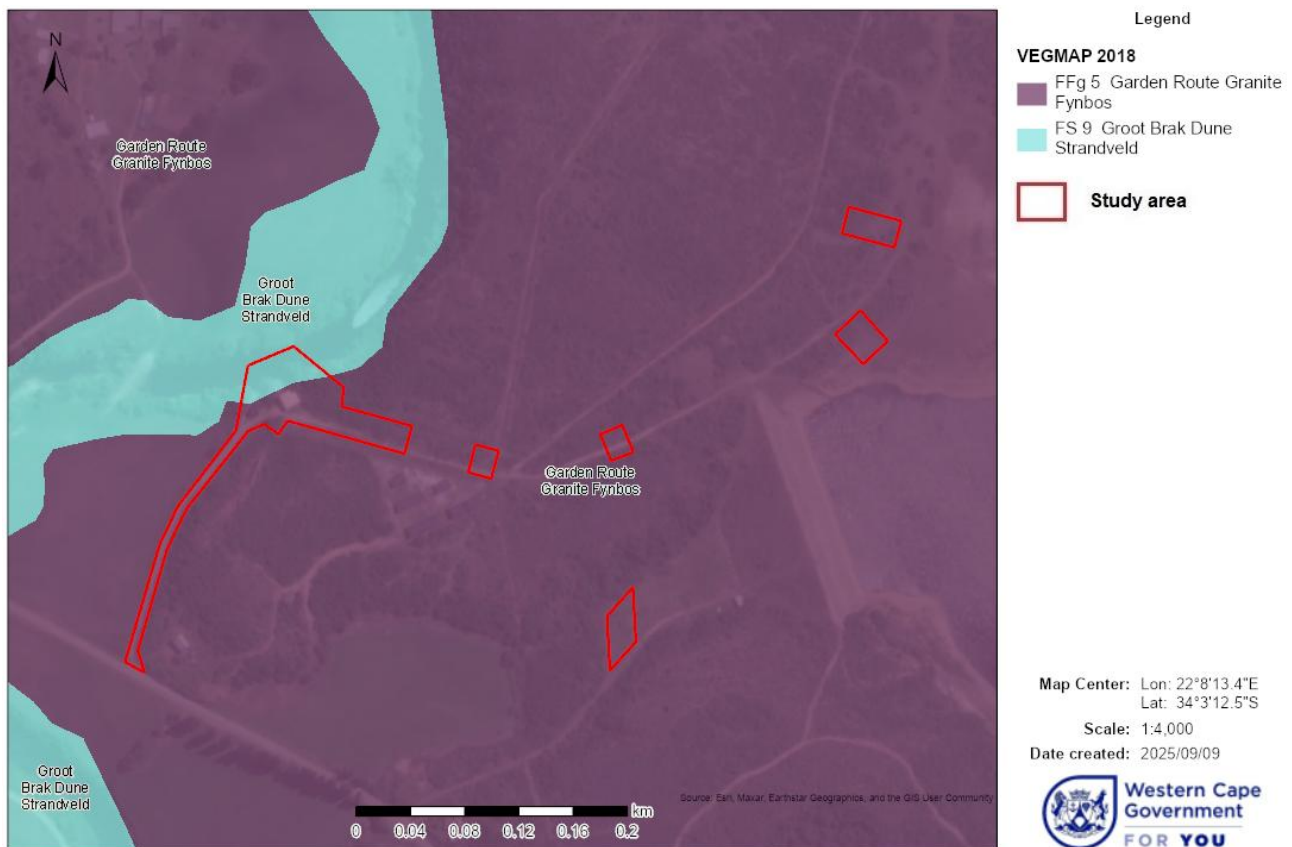 N
Garden Route
Granite Fynbos
Groot
Brak Dune
Strandveld
Garden Route
Granite Fynbos
Groot
Brak Dune
Strandveld
Source: Esri, Maxar, Earthstar Geographics, and the GIS User Community
km
0 0,04 0,08 0,12 0,16 0,2
Legend
VEGMAP 2018
FFg 5 Garden Route Granite
Fynbos
FS 9 Groot Brak Dune
Strandveld
Study area
Map Center: Lon: 22°8'13.4"E
Lat: 34°3'12.5"S
Scale: 1:4,000
Date created: 2025/09/09
Western Cape
Government
FOR YOU